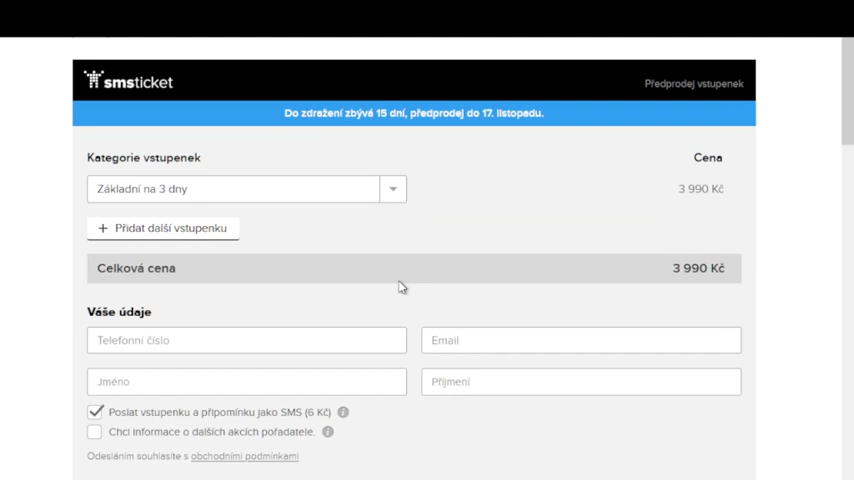 smsticket
Předprodej vstupenek
Do zdražení zbývá 15 dní, předprodej do 17. listopadu.
Kategorie vstupenek
Cena
Základní na 3 dny
3 990 Kč
+ Přidat další vstupenku
Celková cena
3 990 Kč
Vaše údaje
Telefonní číslo
Email
Jméno
Příjmení
Poslat vstupenku a připomínku jako SMS (6 Kč)
Chci informace o dalších akcích pořadatele.
Odesláním souhlasíte s obchodními podmínkami